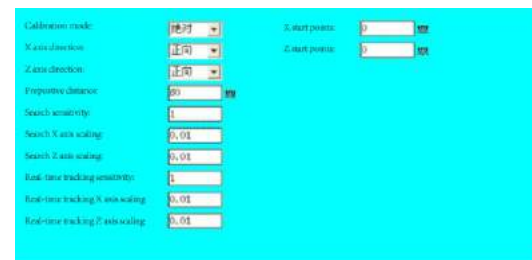 Calibration mode: 绝对 X start points: 0 mm
X axis direction: 正向 Z start points: 0 mm
Z axis direction: 正向
Preportive distance: 80 mm
Search sensitivity: 1
Search X axis scaling: 0.01
Search Z axis scaling: 0.01
Real-time tracking sensitivity: 1
Real-time tracking X axis scaling 0.01
Real-time tracking Z axis scaling 0.01